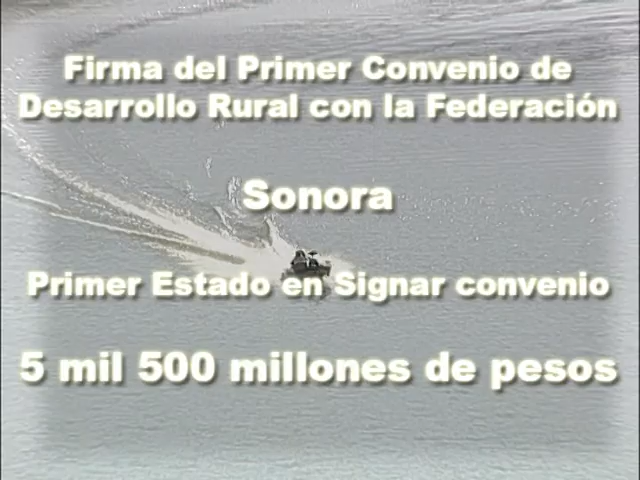 Firma del Primer Convenio de
Desarrollo Rural con la Federación
Sonora
Primer Estado en Signar convenio
5 mil 500 millones de pesos